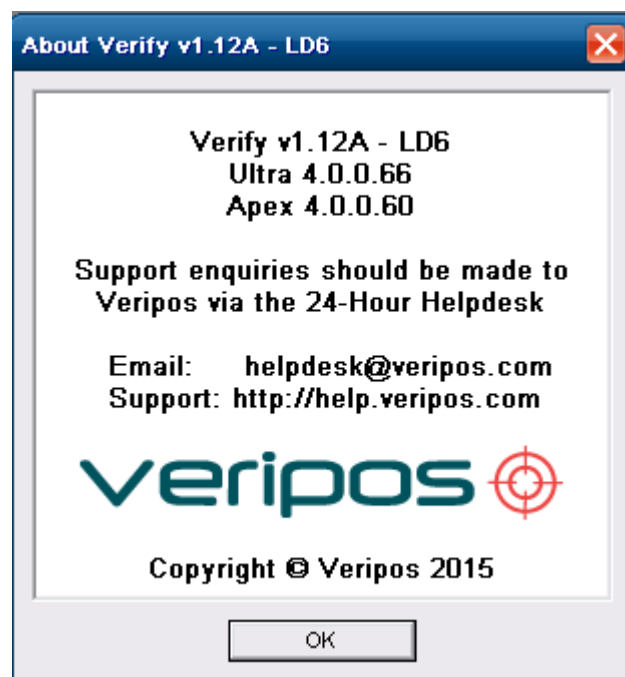 About Verify v1.12A - LD6
Verify v1.12A - LD6
Ultra 4.0.0.66
Apex 4.0.0.60
Support enquiries should be made to
Veripos via the 24-Hour Helpdesk
Email: helpdesk@veripos.com
Support: http://help.veripos.com
veripos
Copyright © Veripos 2015
OK